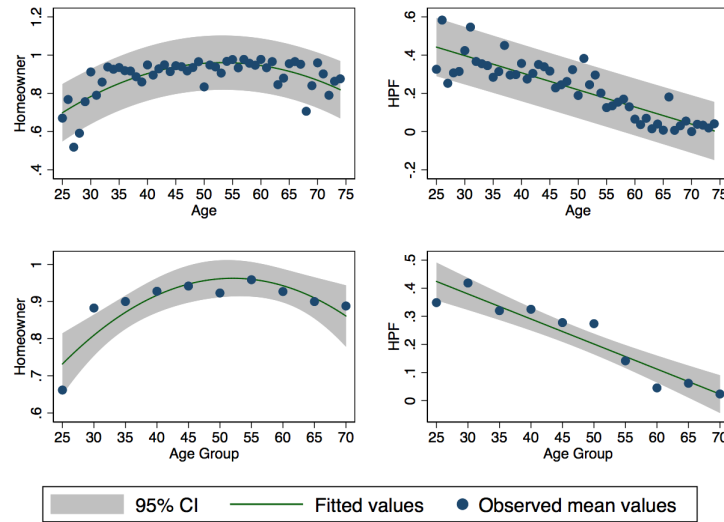 Homeowner
.4 .6 .8 1 1.2
25 30 35 40 45 50 55 60 65 70 75
Age
HPF
-.2 0 .2 .4 .6
25 30 35 40 45 50 55 60 65 70 75
Age
Homeowner
.6 .7 .8 .9 1
25 30 35 40 45 50 55 60 65 70
Age Group
HPF
0 .1 .2 .3 .4 .5
25 30 35 40 45 50 55 60 65 70
Age Group
95% CI Fitted values Observed mean values